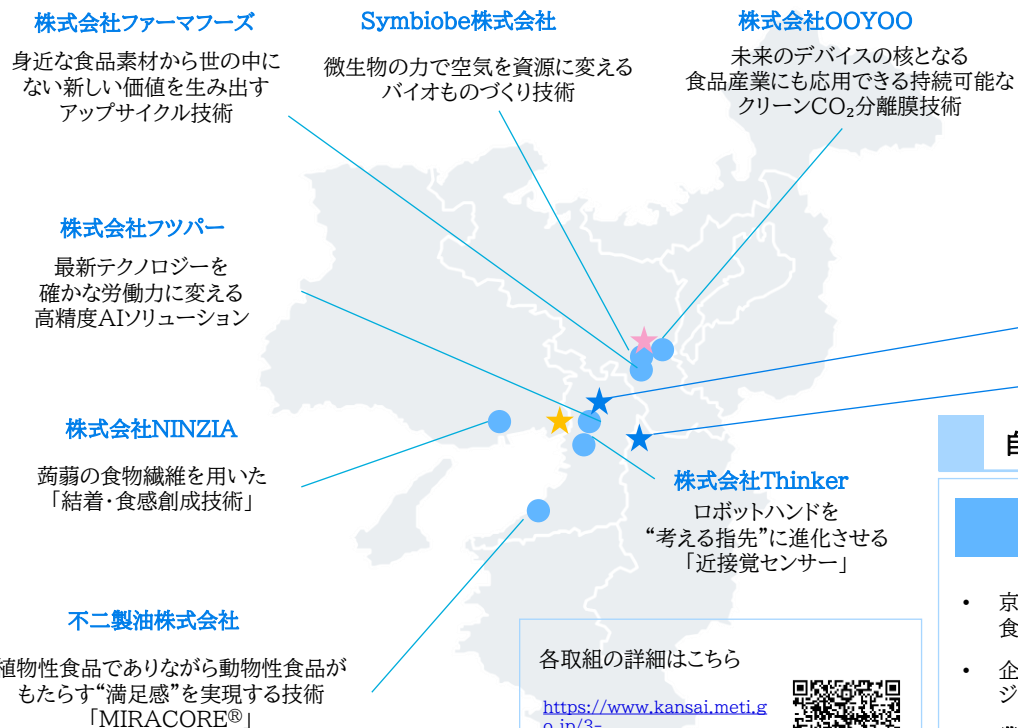 株式会社ファーマフーズ
身近な食品素材から世の中に
ない新しい価値を生み出す
アップサイクル技術
Symbiobe株式会社
微生物の力で空気を資源に変える
バイオものづくり技術
株式会社OOYOO
未来のデバイスの核となる
食品産業にも応用できる持続可能な
クリーンCO₂分離膜技術
株式会社フツパー
最新テクノロジーを
確かな労働力に変える
高精度AIソリューション
株式会社NINZIA
蒟蒻の食物繊維を用いた
「結着・食感創成技術」
株式会社Thinker
ロボットハンドを
“考える指先”に進化させる
「近接覚センサー」
不二製油株式会社
植物性食品でありながら動物性食品が
もたらす“満足感”を実現する技術
「MIRACORE®」
各取組の詳細はこちら
https://www.kansai.meti.g
o.jp/3-
• 京
食
• 企
ジ